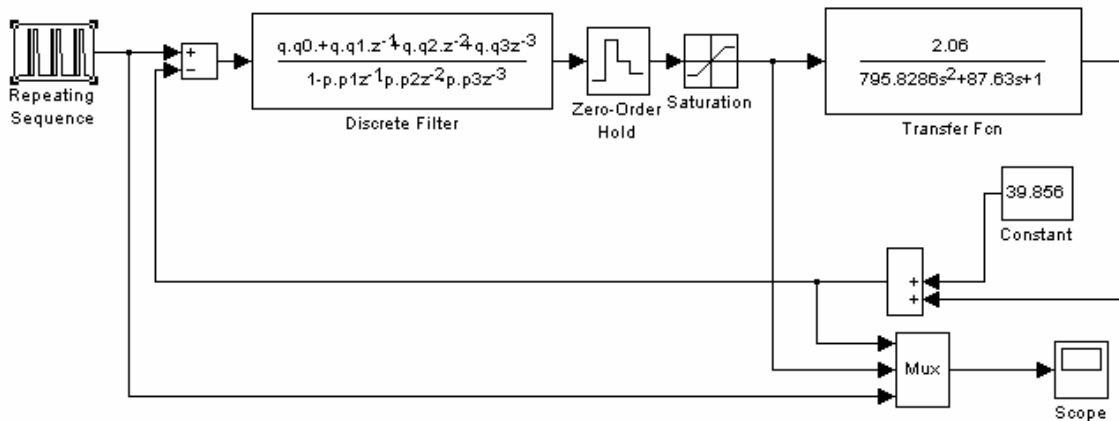 Repeating
Sequence
+
−
q.q0.+q.q1.z-1+q.q2.z-2+q.q3z-3
1-p.p1z-1p.p2z-2p.p3z-3
Discrete Filter
Zero-Order
Hold
Saturation
2.06
795.8286s2+87.63s+1
Transfer Fcn
39.856
Constant
+
+
Mux
Scope